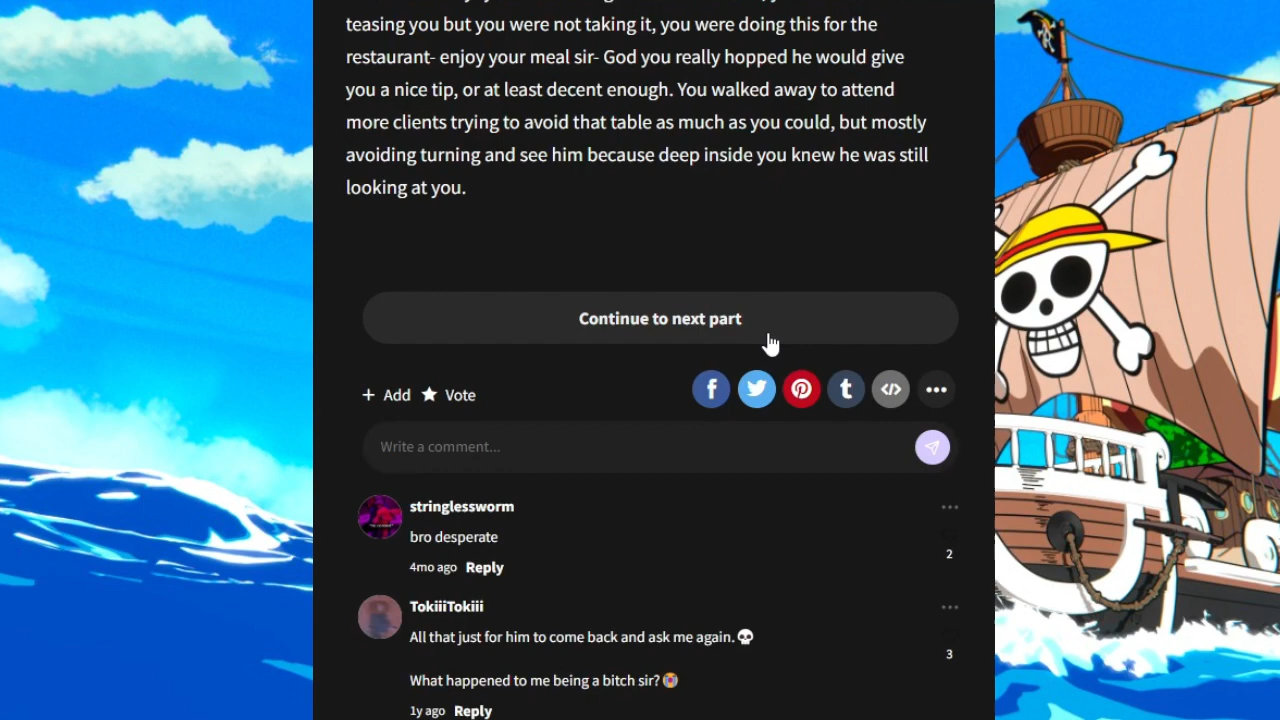 teasing you but you were not taking it, you were doing this for the
restaurant- enjoy your meal sir- God you really hopped he would give
you a nice tip, or at least decent enough. You walked away to attend
more clients trying to avoid that table as much as you could, but mostly
avoiding turning and see him because deep inside you knew he was still
looking at you.
Continue to next part
+ Add ★ Vote
Write a comment...
stringlessworm
bro desperate
2
4mo ago Reply
TokiiiTokiii
All that just for him to come back and ask me again.💀
3
What happened to me being a bitch sir?😭
1y ago Reply